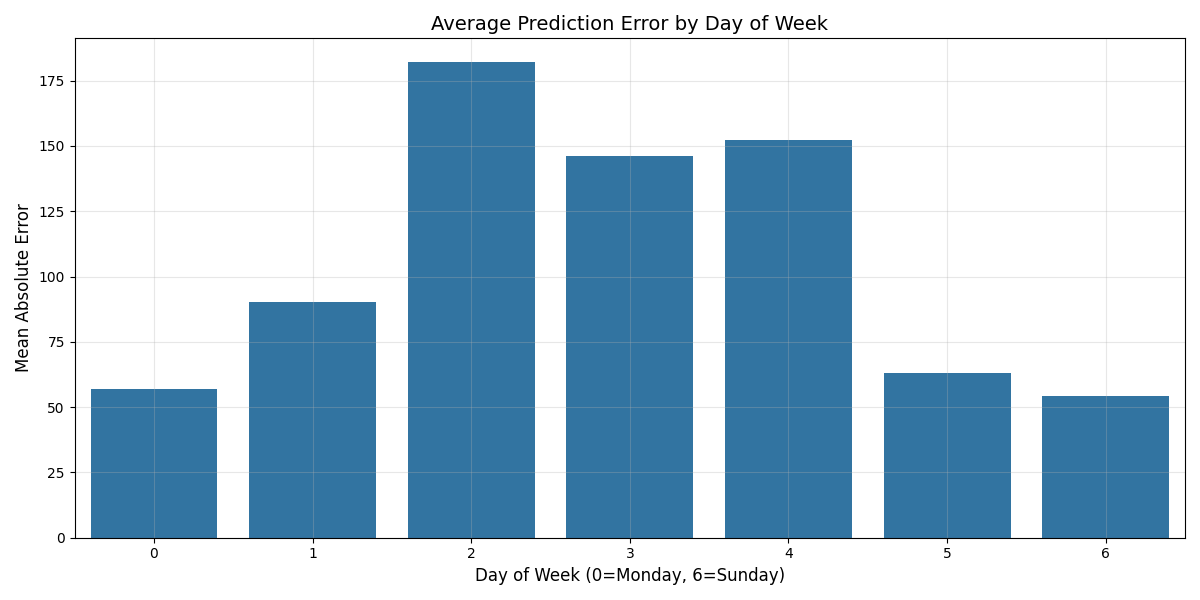 Average Prediction Error by Day of Week
Mean Absolute Error
175
150
125
100
75
50
25
0
0 1 2 3 4 5 6
Day of Week (0=Monday, 6=Sunday)